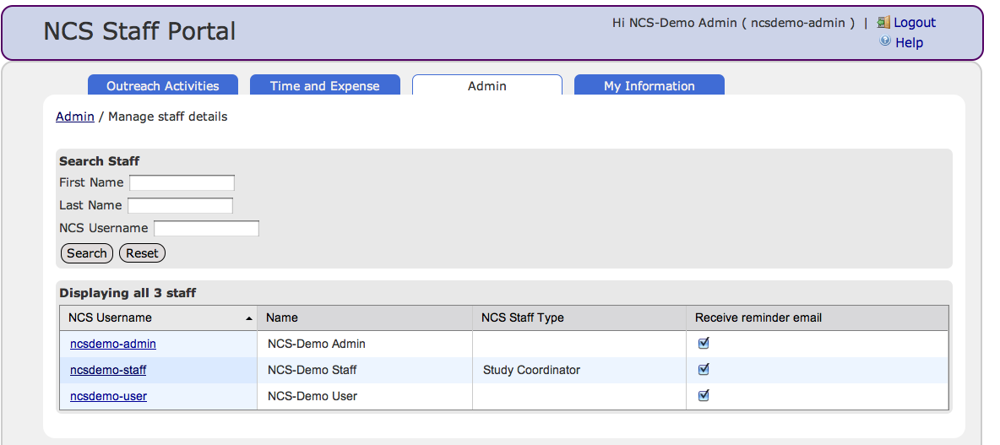 NCS Staff Portal
Hi NCS-Demo Admin ( ncsdemo-admin ) | Logout
Help
Outreach Activities Time and Expense Admin My Information
Admin / Manage staff details
Search Staff
First Name
Last Name
NCS Username
Search Reset
Displaying all 3 staff
NCS Username Name NCS Staff Type Receive reminder email
ncsdemo-admin NCS-Demo Admin
ncsdemo-staff NCS-Demo Staff Study Coordinator
ncsdemo-user NCS-Demo User